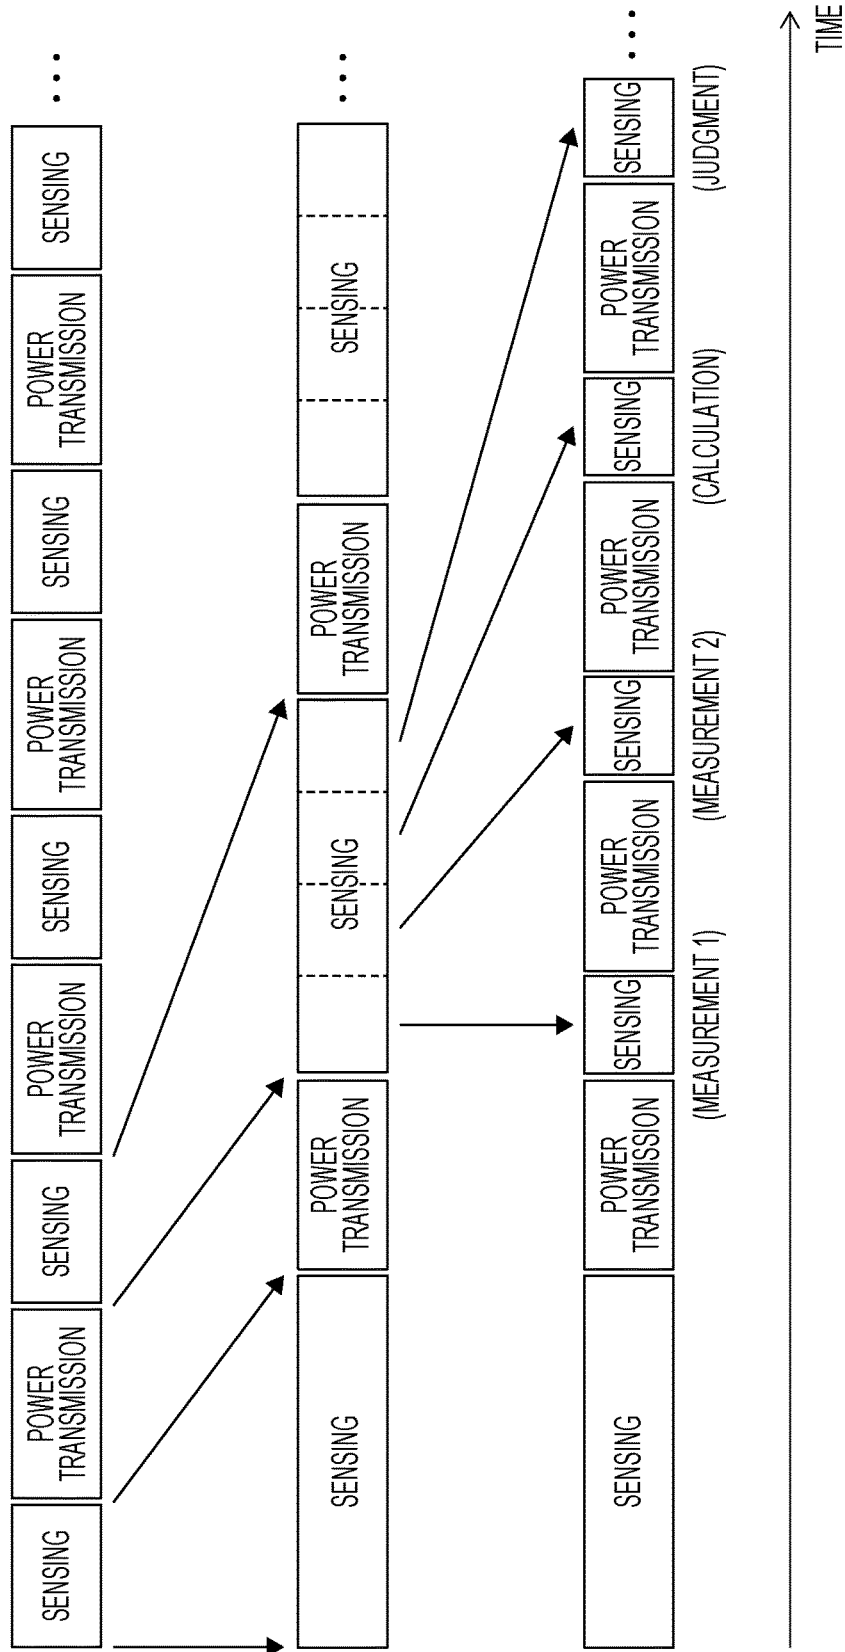 SENSING
POWER
TRANSMISSION
SENSING
POWER
TRANSMISSION
SENSING
POWER
TRANSMISSION
SENSING
POWER
TRANSMISSION
SENSING
...
SENSING
POWER
TRANSMISSION
SENSING
POWER
TRANSMISSION
SENSING
...
SENSING
POWER
TRANSMISSION
SENSING
POWER
TRANSMISSION
SENSING
POWER
TRANSMISSION
SENSING
POWER
TRANSMISSION
SENSING
...
(MEASUREMENT 1)
(MEASUREMENT 2)
(CALCULATION)
(JUDGMENT)
TIME